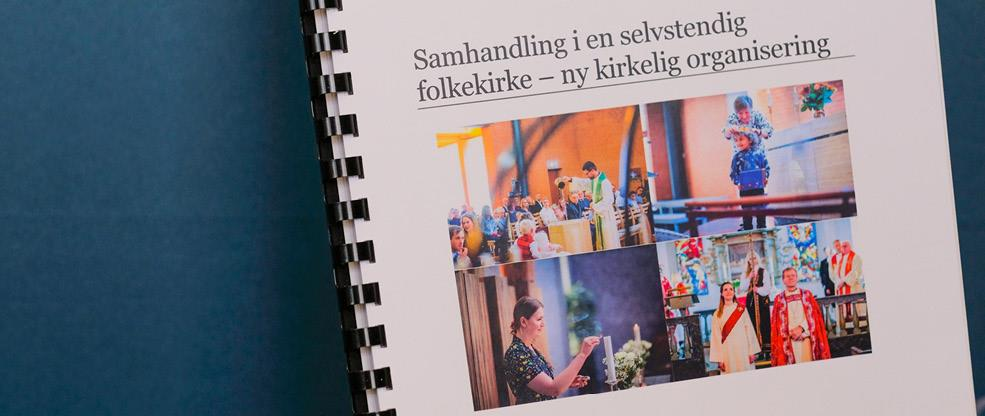 Samhandling i en selvstendig
folkekirke – ny kirkelig organisering